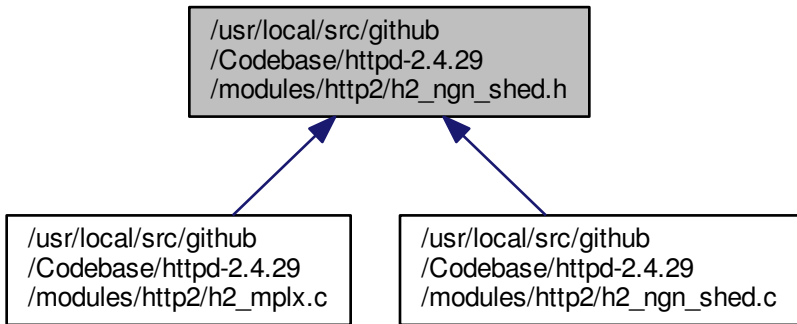 /usr/local/src/github
/Codebase/httpd-2.4.29
/modules/http2/h2_ngn_shed.h
/usr/local/src/github
/Codebase/httpd-2.4.29
/modules/http2/h2_mplx.c
/usr/local/src/github
/Codebase/httpd-2.4.29
/modules/http2/h2_ngn_shed.c